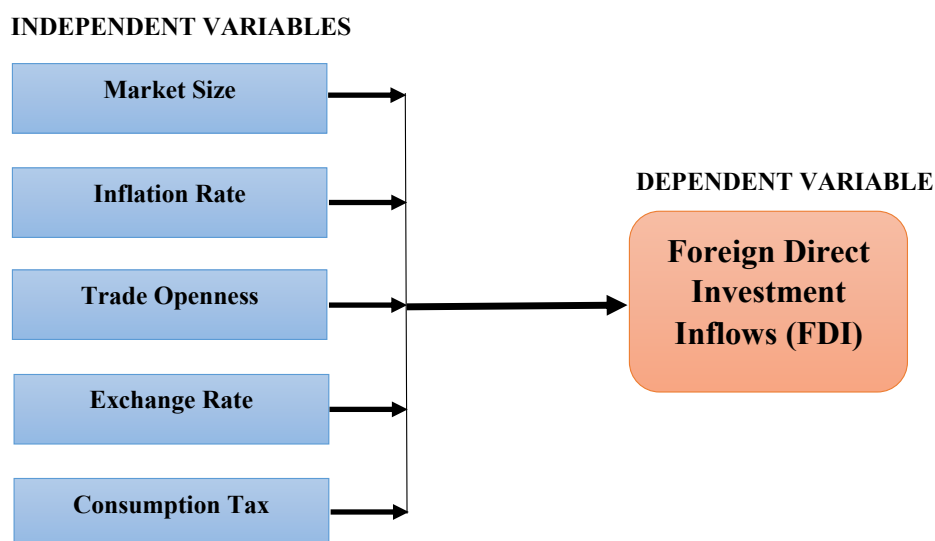 INDEPENDENT VARIABLES
Market Size
Inflation Rate
Trade Openness
Exchange Rate
Consumption Tax
DEPENDENT VARIABLE
Foreign Direct
Investment
Inflows (FDI)